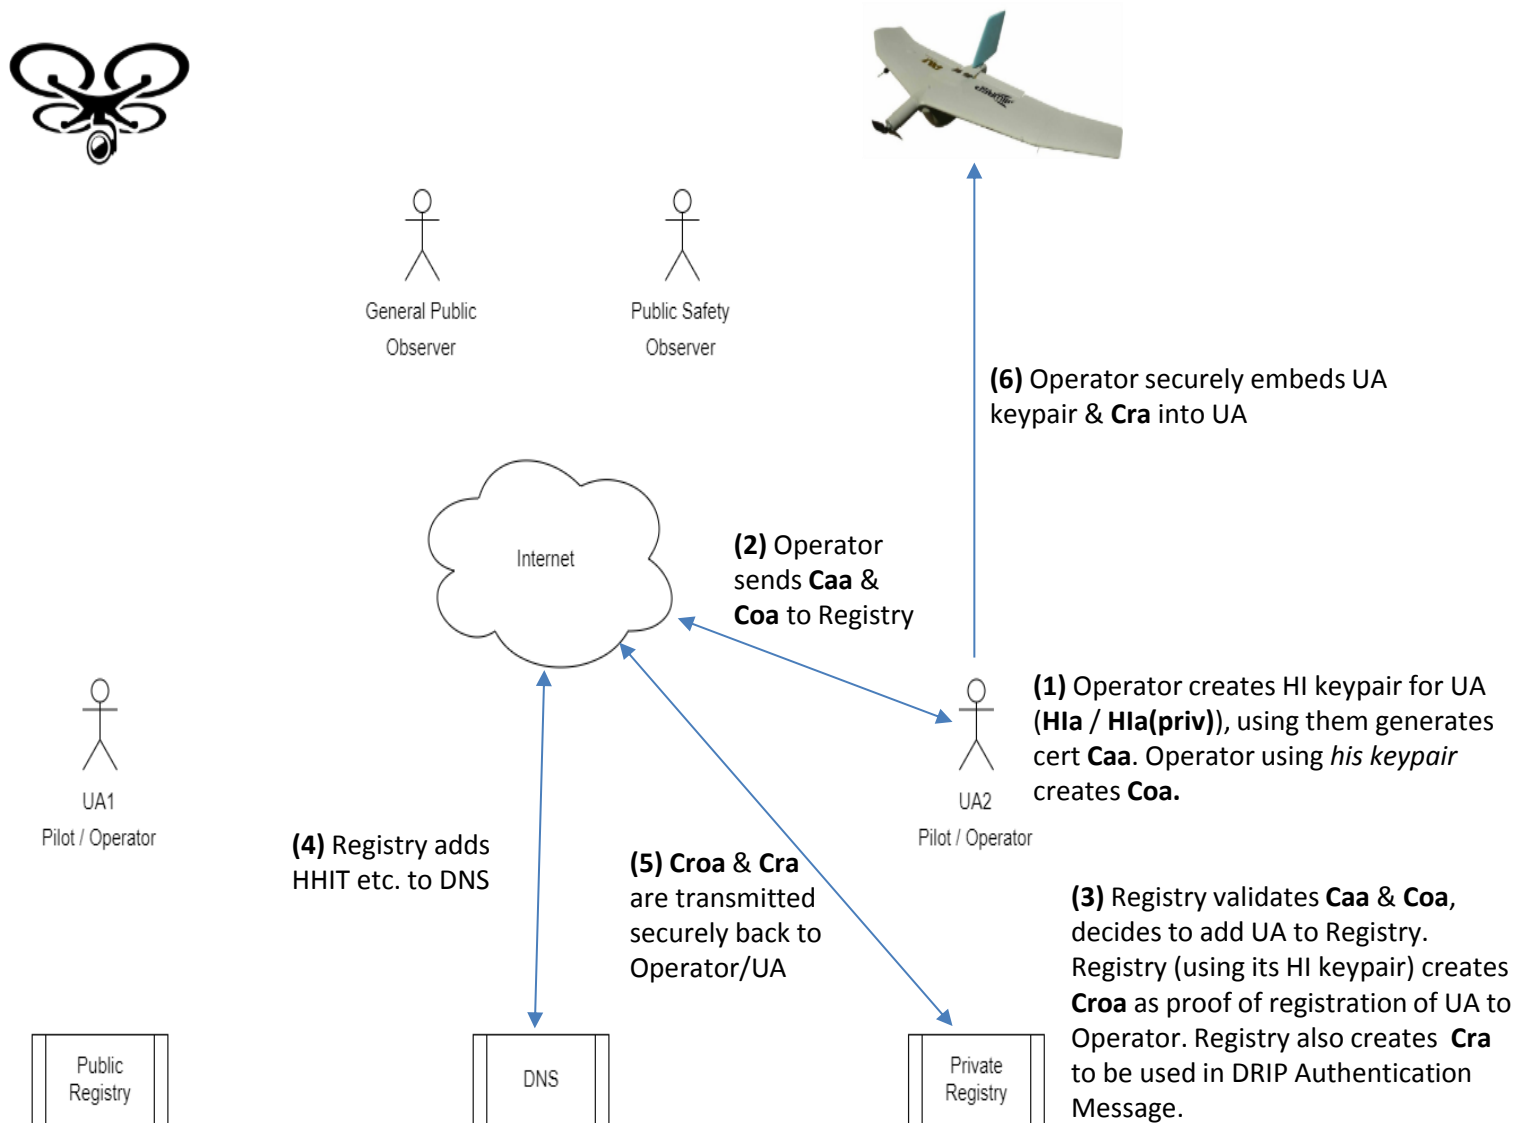 General Public
Observer
Public Safety
Observer
(6) Operator securely embeds UA
keypair & Cra into UA
Internet
(2) Operator
sends Caa &
Coa to Registry
(1) Operator creates HI keypair for UA
(HIa / HIa(priv)), using them generates
cert Caa. Operator using his keypair
creates Coa.
UA1
Pilot / Operator
UA2
Pilot / Operator
(4) Registry adds
HHIT etc. to DNS
(5) Croa & Cra
are transmitted
securely back to
Operator/UA
(3) Registry validates Caa & Coa,
decides to add UA to Registry.
Registry (using its HI keypair) creates
Croa as proof of registration of UA to
Operator. Registry also creates Cra
to be used in DRIP Authentication
Message.
Public
Registry
DNS
Private
Registry